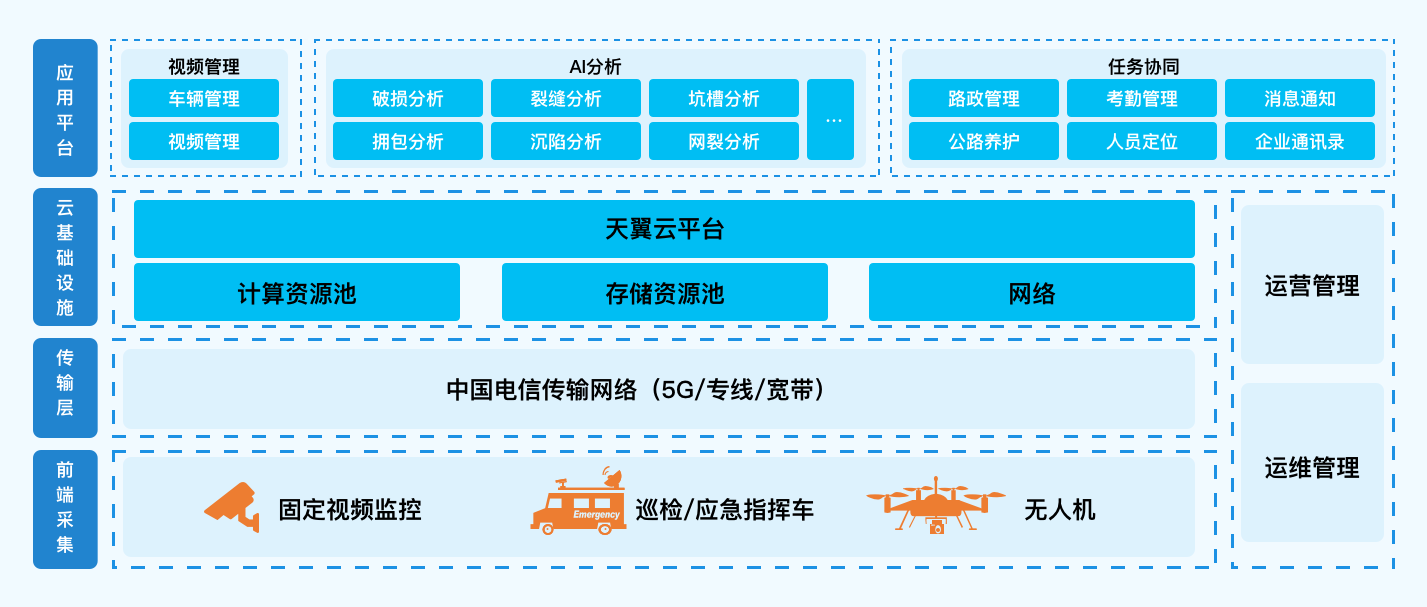 应用平台
视频管理
车辆管理
视频管理
AI分析
破损分析
裂缝分析
坑槽分析
拥包分析
沉陷分析
网裂分析
...
任务协同
路政管理
考勤管理
消息通知
公路养护
人员定位
企业通讯录
云基础设施
天翼云平台
计算资源池
存储资源池
网络
传输层
中国电信传输网络（5G/专线/宽带）
前端采集
固定视频监控
Emergency
巡检/应急指挥车
无人机
运营管理
运维管理